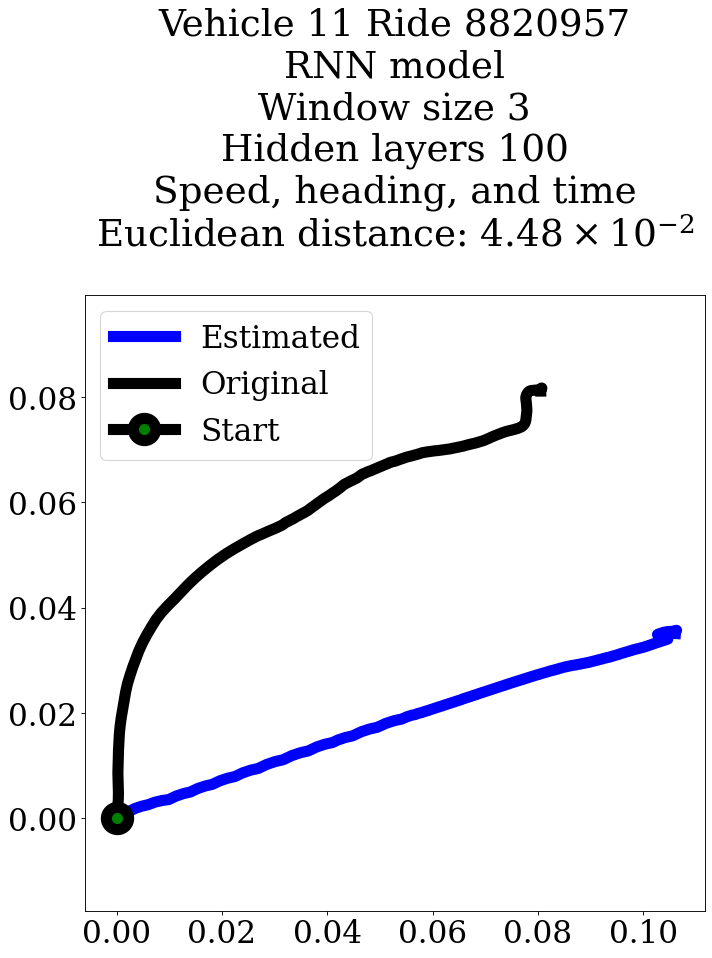 Vehicle 11 Ride 8820957
RNN model
Window size 3
Hidden layers 100
Speed, heading, and time
Euclidean distance: 4.48 × 10⁻²
Estimated
Original
Start
0.08
0.06
0.04
0.02
0.00
0.00 0.02 0.04 0.06 0.08 0.10